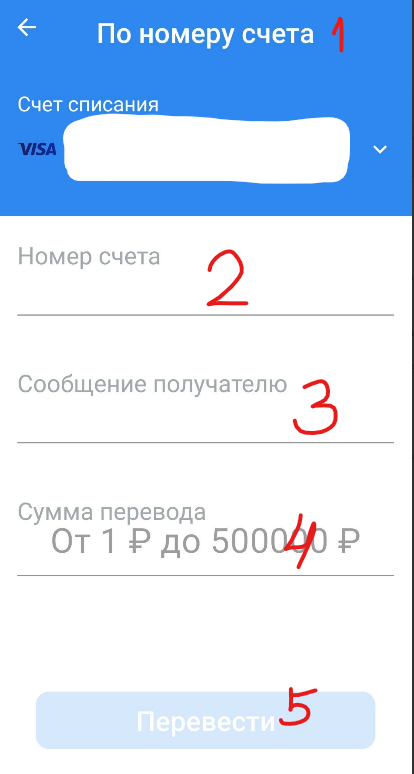 По номеру счета 1
Счет списания
VISA
Номер счета
2
Сообщение получателю
3
Сумма перевода
От 1 ₽ до 500000 ₽
4
Перевести 5